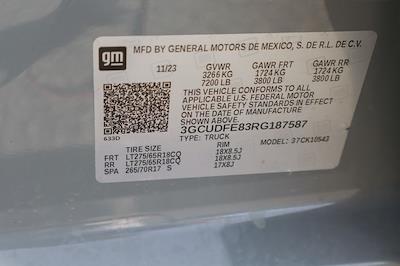 gm
MFD BY GENERAL MOTORS DE MEXICO, S. DE R.L. DE C.V.
11/23 GVWR GAWR FRT GAWR RR
3266 KG 1724 KG 1724 KG
7200 LB 3800 LB 3800 LB
THIS VEHICLE CONFORMS TO ALL
APPLICABLE U.S. FEDERAL MOTOR
VEHICLE SAFETY STANDARDS IN EFFECT
ON THE DATE OF MANUFACTURE
SHOWN ABOVE.
3GCUDFE83RG187587
633D TYPE: TRUCK MODEL: 37CK10543
TIRE SIZE RIM
FRT LT275/65R18CQ 18X8.5J
RR LT275/65R18CQ 18X8.5J
SPA 265/70R17 S 17X8J